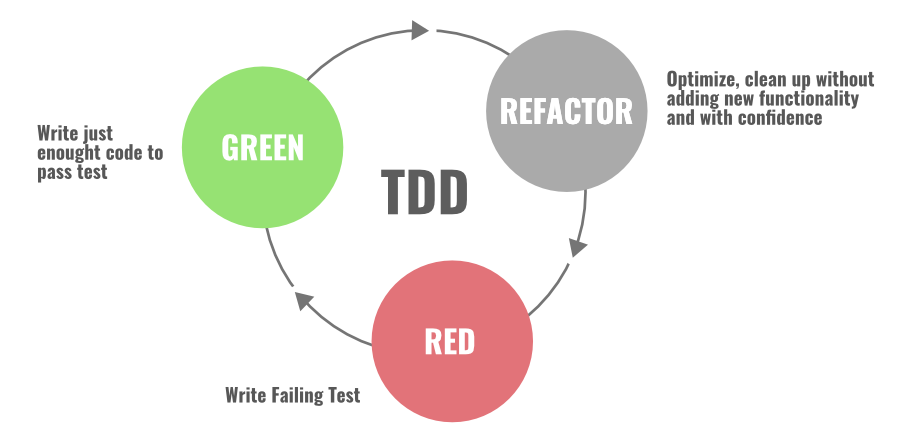 REFACTOR
Optimize, clean up without
adding new functionality
and with confidence
GREEN
Write just
enought code to
pass test
TDD
RED
Write Failing Test